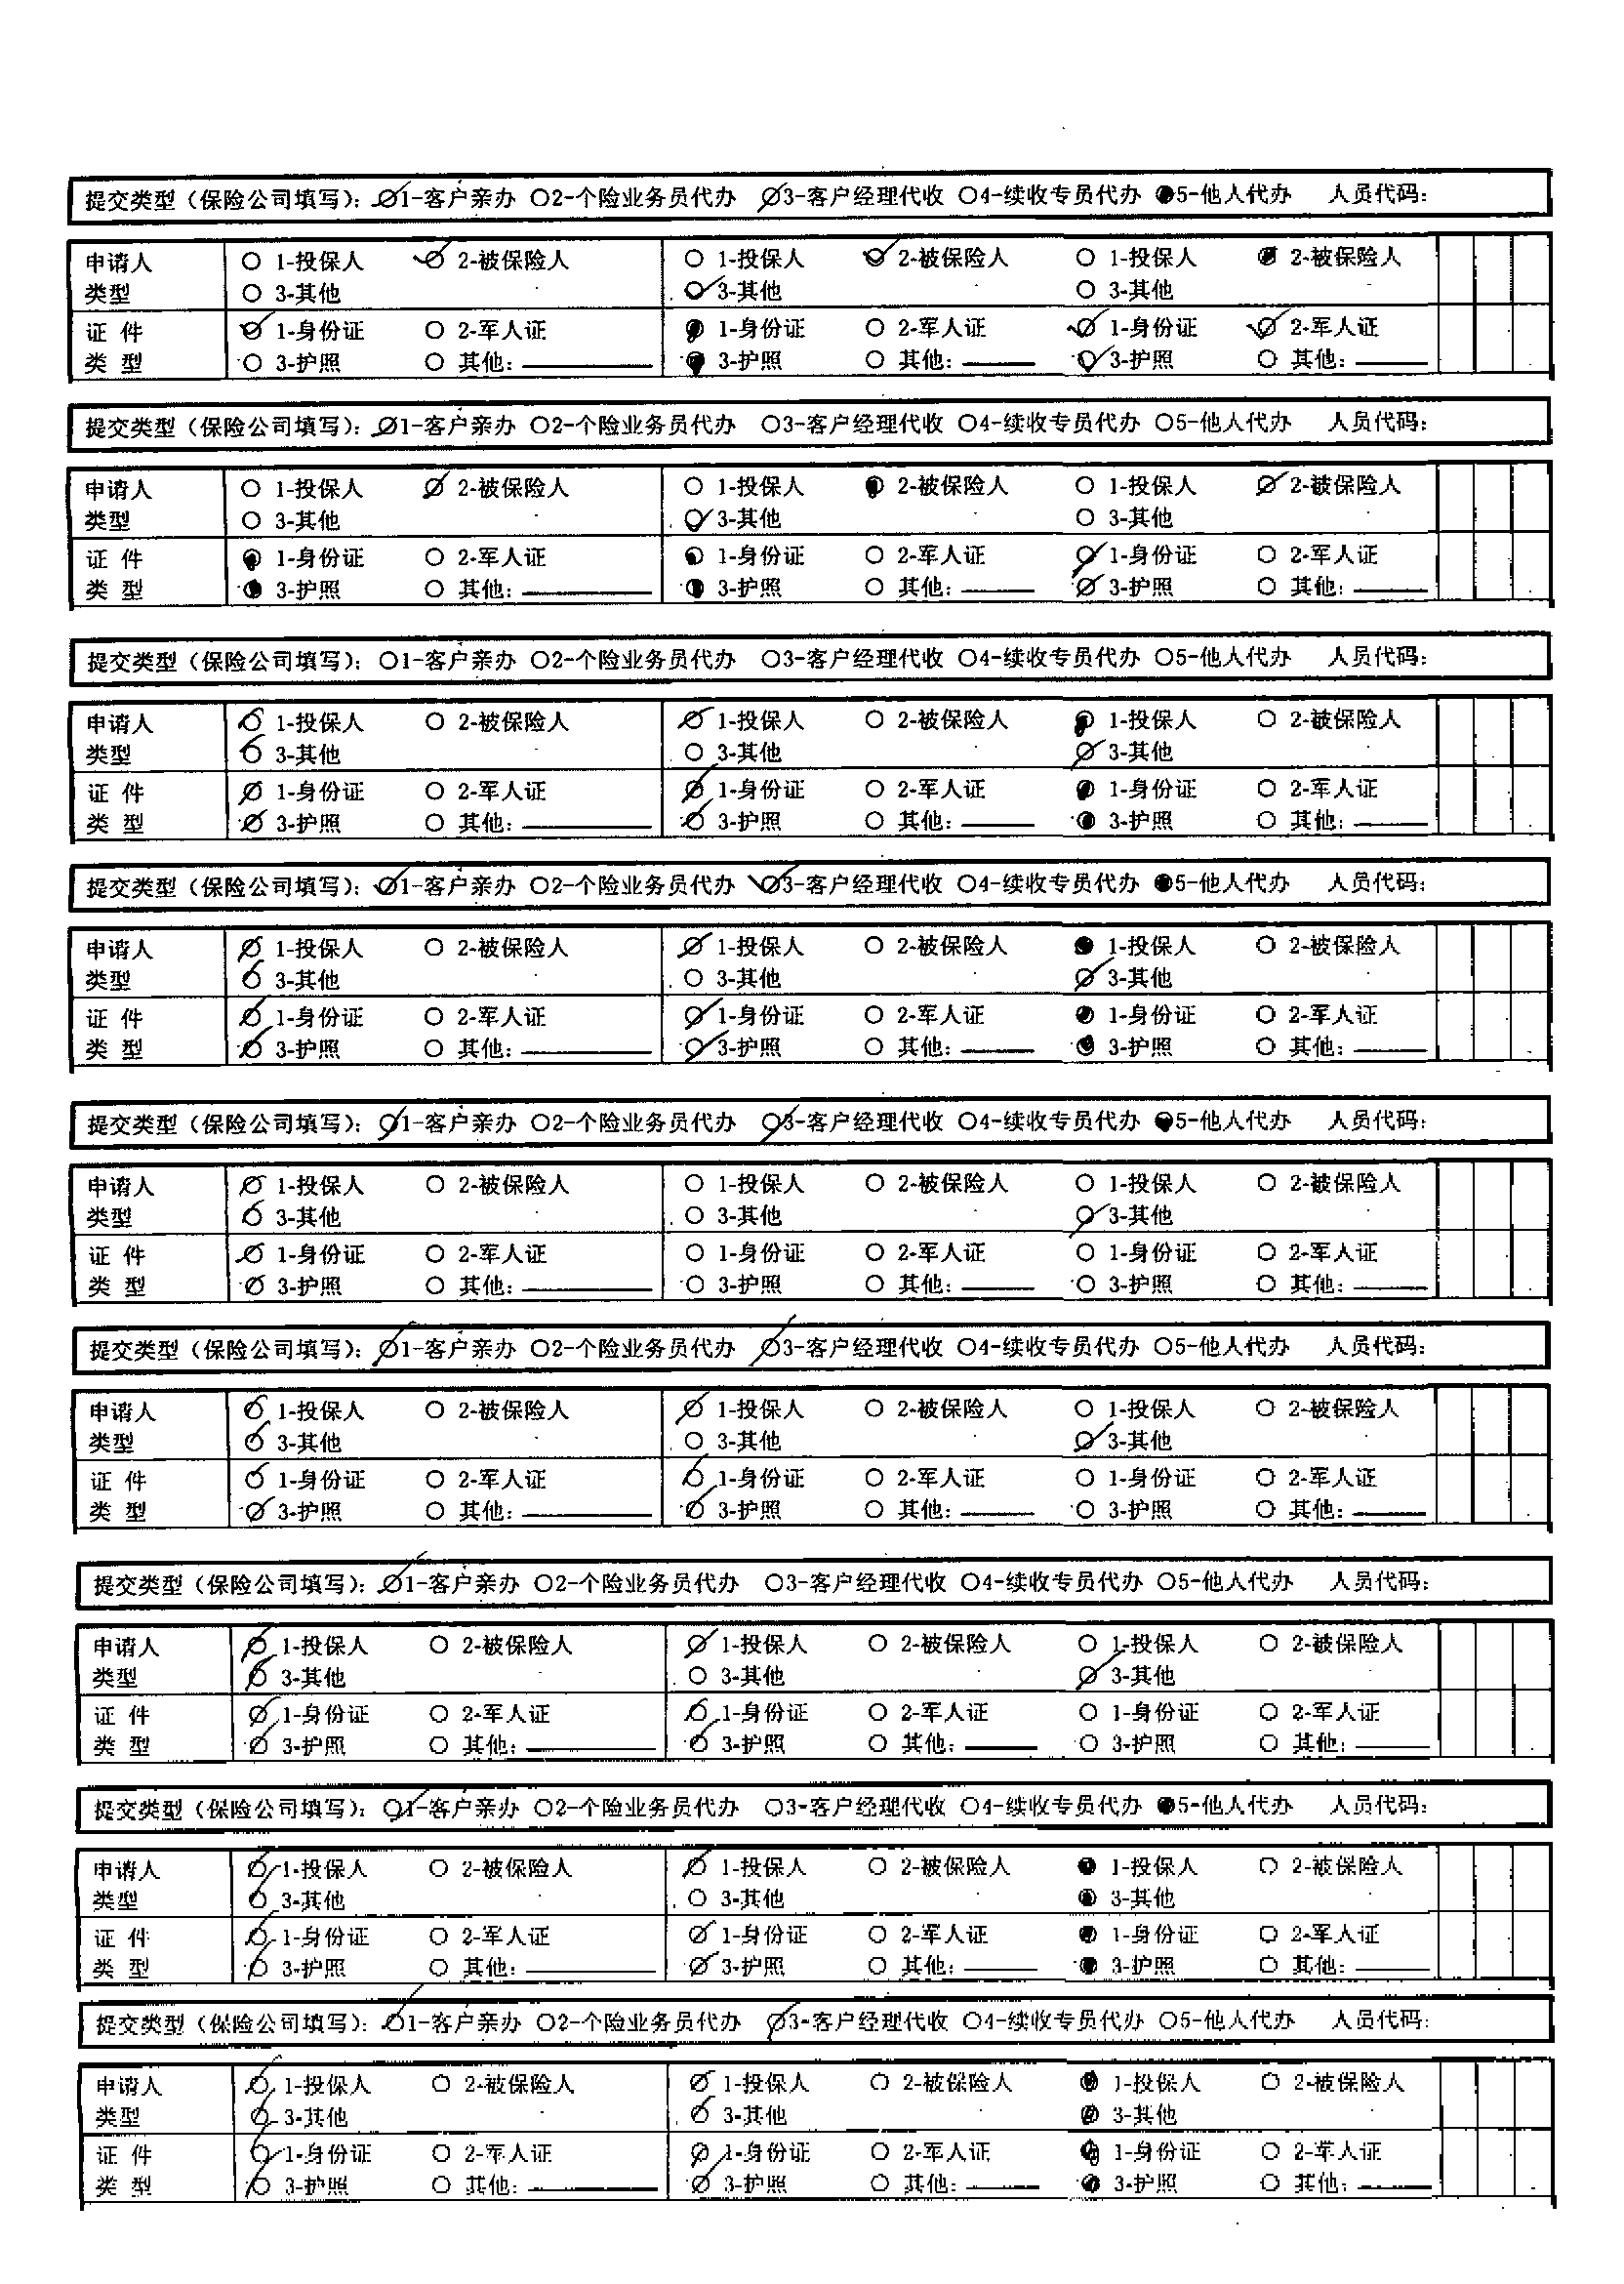 提交类型（保险公司填写）：○1-客户亲办 ○2-个险业务员代办 ○3-客户经理代收 ○4-续收专员代办 ●5-他人代办 人员代码：
申请人 ○ 1-投保人 ○ 2-被保险人 ○ 1-投保人 ○ 2-被保险人 ○ 1-投保人 ● 2-被保险人
类型 ○ 3-其他 ○ 3-其他 ○ 3-其他
证 件 ○ 1-身份证 ○ 2-军人证 ● 1-身份证 ○ 2-军人证 ○ 1-身份证 ○ 2-军人证
类 型 ○ 3-护照 ○ 其他：____ ● 3-护照 ○ 其他：____ ○ 3-护照 ○ 其他：____
提交类型（保险公司填写）：○1-客户亲办 ○2-个险业务员代办 ○3-客户经理代收 ○4-续收专员代办 ○5-他人代办 人员代码：
申请人 ○ 1-投保人 ○ 2-被保险人 ○ 1-投保人 ● 2-被保险人 ○ 1-投保人 ○ 2-被保险人
类型 ○ 3-其他 ○ 3-其他 ○ 3-其他
证 件 ● 1-身份证 ○ 2-军人证 ● 1-身份证 ○ 2-军人证 ○ 1-身份证 ○ 2-军人证
类 型 ● 3-护照 ○ 其他：____ ● 3-护照 ○ 其他：____ ○ 3-护照 ○ 其他：____
提交类型（保险公司填写）：○1-客户亲办 ○2-个险业务员代办 ○3-客户经理代收 ○4-续收专员代办 ○5-他人代办 人员代码：
申请人 ○ 1-投保人 ○ 2-被保险人 ○ 1-投保人 ○ 2-被保险人 ● 1-投保人 ○ 2-被保险人
类型 ○ 3-其他 ○ 3-其他 ○ 3-其他
证 件 ○ 1-身份证 ○ 2-军人证 ○ 1-身份证 ○ 2-军人证 ● 1-身份证 ○ 2-军人证
类 型 ○ 3-护照 ○ 其他：____ ○ 3-护照 ○ 其他：____ ● 3-护照 ○ 其他：____
提交类型（保险公司填写）：○1-客户亲办 ○2-个险业务员代办 ○3-客户经理代收 ○4-续收专员代办 ●5-他人代办 人员代码：
申请人 ○ 1-投保人 ○ 2-被保险人 ○ 1-投保人 ○ 2-被保险人 ● 1-投保人 ○ 2-被保险人
类型 ○ 3-其他 ○ 3-其他 ○ 3-其他
证 件 ○ 1-身份证 ○ 2-军人证 ○ 1-身份证 ○ 2-军人证 ● 1-身份证 ○ 2-军人证
类 型 ○ 3-护照 ○ 其他：____ ○ 3-护照 ○ 其他：____ ● 3-护照 ○ 其他：____
提交类型（保险公司填写）：○1-客户亲办 ○2-个险业务员代办 ○3-客户经理代收 ○4-续收专员代办 ●5-他人代办 人员代码：
申请人 ○ 1-投保人 ○ 2-被保险人 ○ 1-投保人 ○ 2-被保险人 ○ 1-投保人 ○ 2-被保险人
类型 ○ 3-其他 ○ 3-其他 ○ 3-其他
证 件 ○ 1-身份证 ○ 2-军人证 ○ 1-身份证 ○ 2-军人证 ○ 1-身份证 ○ 2-军人证
类 型 ○ 3-护照 ○ 其他：____ ○ 3-护照 ○ 其他：____ ○ 3-护照 ○ 其他：____
提交类型（保险公司填写）：○1-客户亲办 ○2-个险业务员代办 ○3-客户经理代收 ○4-续收专员代办 ○5-他人代办 人员代码：
申请人 ○ 1-投保人 ○ 2-被保险人 ○ 1-投保人 ○ 2-被保险人 ○ 1-投保人 ○ 2-被保险人
类型 ○ 3-其他 ○ 3-其他 ○ 3-其他
证 件 ○ 1-身份证 ○ 2-军人证 ○ 1-身份证 ○ 2-军人证 ○ 1-身份证 ○ 2-军人证
类 型 ○ 3-护照 ○ 其他：____ ○ 3-护照 ○ 其他：____ ○ 3-护照 ○ 其他：____
提交类型（保险公司填写）：○1-客户亲办 ○2-个险业务员代办 ○3-客户经理代收 ○4-续收专员代办 ○5-他人代办 人员代码：
申请人 ○ 1-投保人 ○ 2-被保险人 ○ 1-投保人 ○ 2-被保险人 ○ 1-投保人 ○ 2-被保险人
类型 ○ 3-其他 ○ 3-其他 ○ 3-其他
证 件 ○ 1-身份证 ○ 2-军人证 ○ 1-身份证 ○ 2-军人证 ○ 1-身份证 ○ 2-军人证
类 型 ○ 3-护照 ○ 其他：____ ○ 3-护照 ○ 其他：____ ○ 3-护照 ○ 其他：____
提交类型（保险公司填写）：○1-客户亲办 ○2-个险业务员代办 ○3-客户经理代收 ○4-续收专员代办 ●5-他人代办 人员代码：
申请人 ○ 1-投保人 ○ 2-被保险人 ○ 1-投保人 ○ 2-被保险人 ● 1-投保人 ○ 2-被保险人
类型 ○ 3-其他 ○ 3-其他 ● 3-其他
证 件 ○ 1-身份证 ○ 2-军人证 ○ 1-身份证 ○ 2-军人证 ● 1-身份证 ○ 2-军人证
类 型 ○ 3-护照 ○ 其他：____ ○ 3-护照 ○ 其他：____ ● 3-护照 ○ 其他：____
提交类型（保险公司填写）：○1-客户亲办 ○2-个险业务员代办 ○3-客户经理代收 ○4-续收专员代办 ○5-他人代办 人员代码：
申请人 ○ 1-投保人 ○ 2-被保险人 ○ 1-投保人 ○ 2-被保险人 ● 1-投保人 ○ 2-被保险人
类型 ○ 3-其他 ○ 3-其他 ● 3-其他
证 件 ○ 1-身份证 ○ 2-军人证 ○ 1-身份证 ○ 2-军人证 ● 1-身份证 ○ 2-军人证
类 型 ○ 3-护照 ○ 其他：____ ○ 3-护照 ○ 其他：____ ● 3-护照 ○ 其他：____